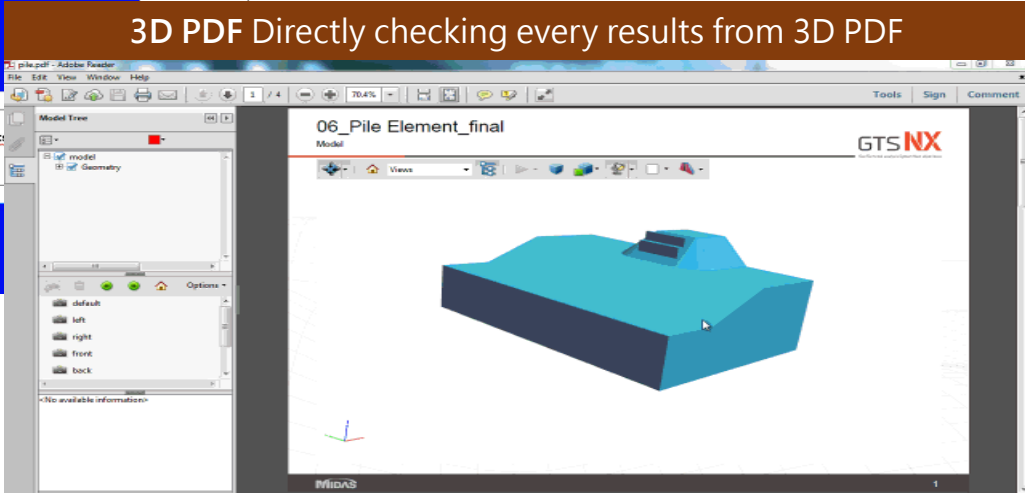 3D PDF Directly checking every results from 3D PDF
pile.pdf - Adobe Reader
File Edit View Window Help
1 / 4 70.4% Tools Sign Comment
Model Tree
model
Geometry
Options
default
left
right
front
back
<No available information>
06_Pile Element_final
Model
GTS NX
Views
MIDAS
1